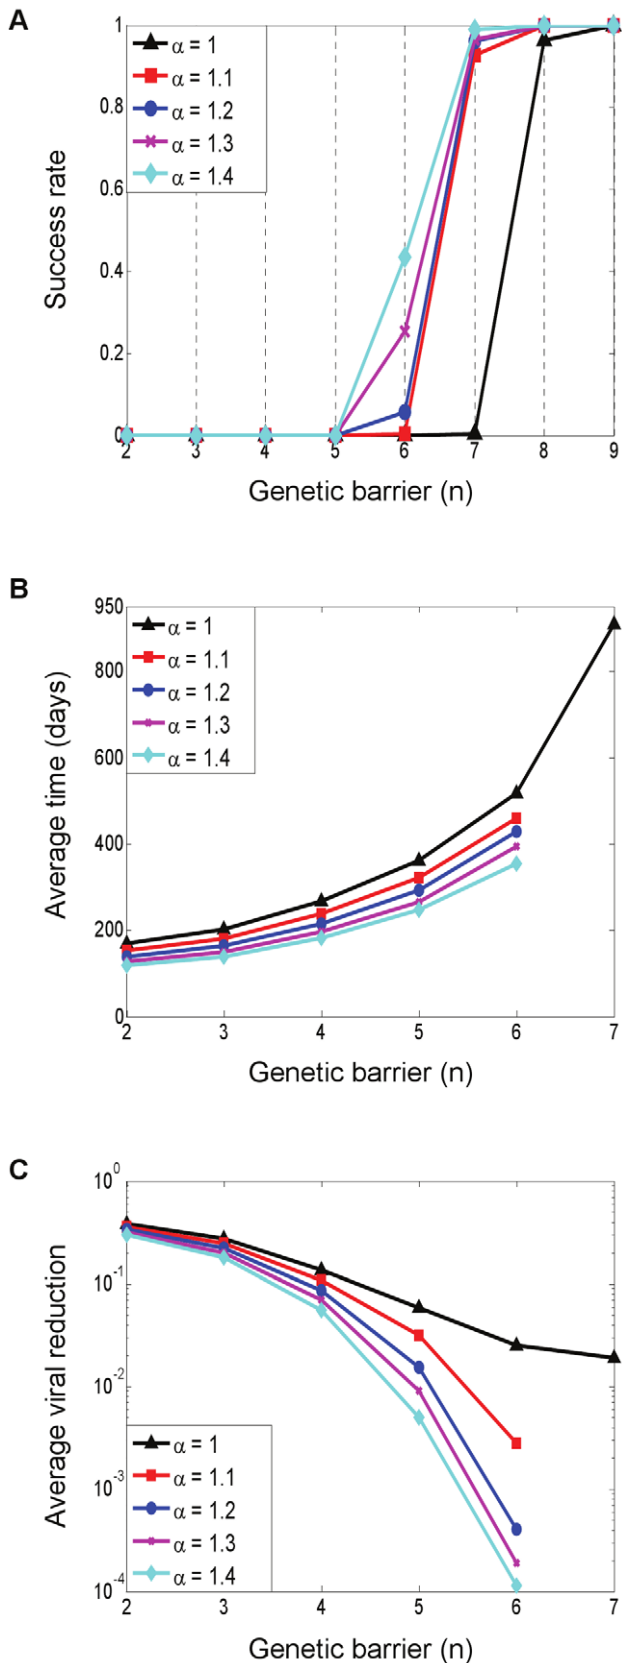 A
1
0.8
0.6
0.4
0.2
0
Success rate
α = 1
α = 1.1
α = 1.2
α = 1.3
α = 1.4
2 3 4 5 6 7 8 9
Genetic barrier (n)
B
950
800
600
400
200
0
Average time (days)
α = 1
α = 1.1
α = 1.2
α = 1.3
α = 1.4
2 3 4 5 6 7
Genetic barrier (n)
C
10^0
10^-1
10^-2
10^-3
10^-4
Average viral reduction
α = 1
α = 1.1
α = 1.2
α = 1.3
α = 1.4
2 3 4 5 6 7
Genetic barrier (n)